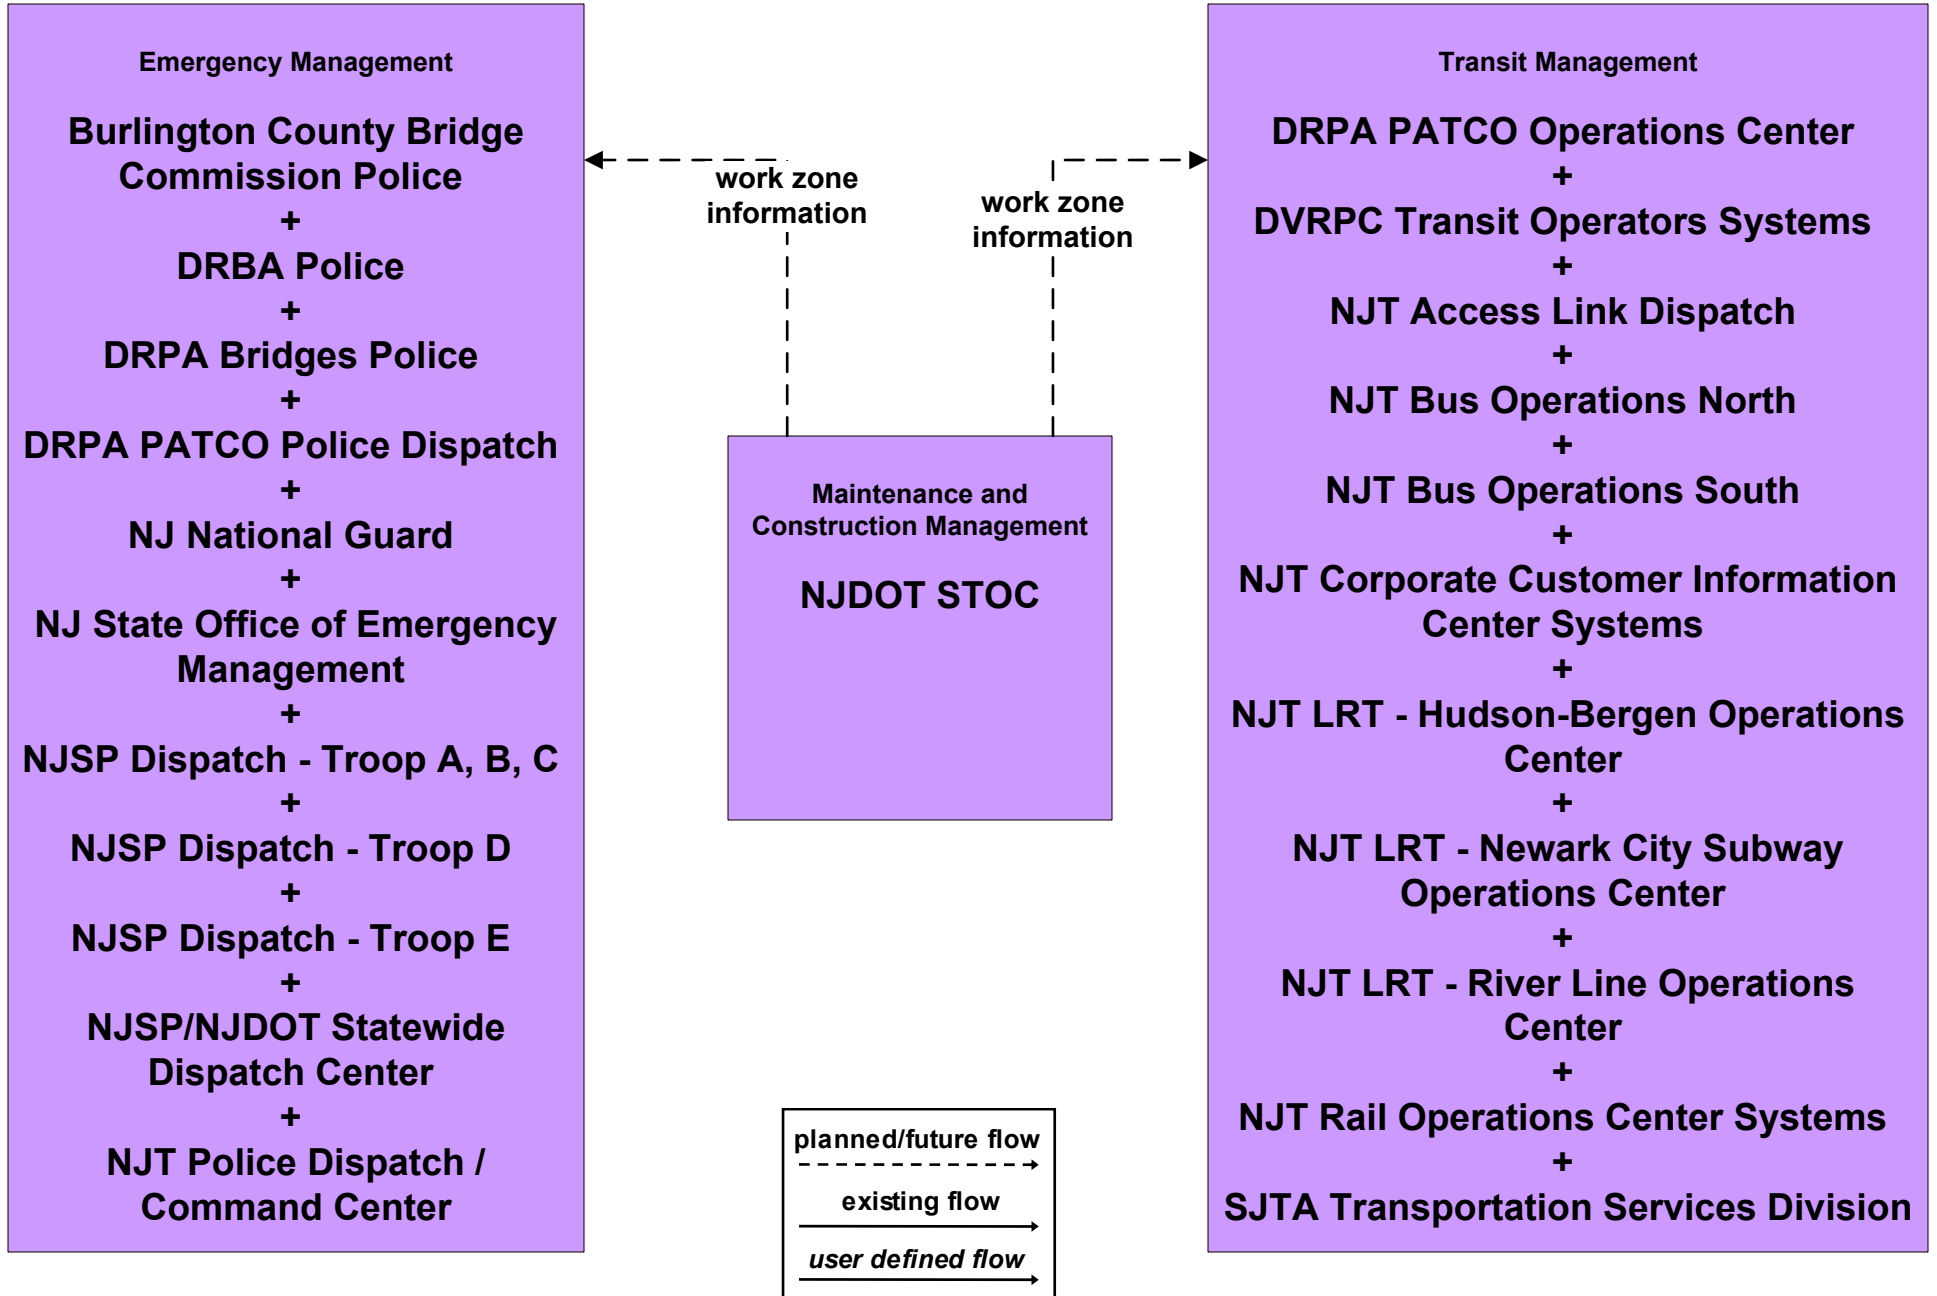 Emergency Management
Burlington County Bridge
Commission Police
+
DRBA Police
+
DRPA Bridges Police
+
DRPA PATCO Police Dispatch
+
NJ National Guard
+
NJ State Office of Emergency
Management
+
NJSP Dispatch - Troop A, B, C
+
NJSP Dispatch - Troop D
+
NJSP Dispatch - Troop E
+
NJSP/NJDOT Statewide
Dispatch Center
+
NJT Police Dispatch /
Command Center
work zone
information
work zone
information
Maintenance and
Construction Management
NJDOT STOC
planned/future flow
existing flow
user defined flow
Transit Management
DRPA PATCO Operations Center
+
DVRPC Transit Operators Systems
+
NJT Access Link Dispatch
+
NJT Bus Operations North
+
NJT Bus Operations South
+
NJT Corporate Customer Information
Center Systems
+
NJT LRT - Hudson-Bergen Operations
Center
+
NJT LRT - Newark City Subway
Operations Center
+
NJT LRT - River Line Operations
Center
+
NJT Rail Operations Center Systems
+
SJTA Transportation Services Division